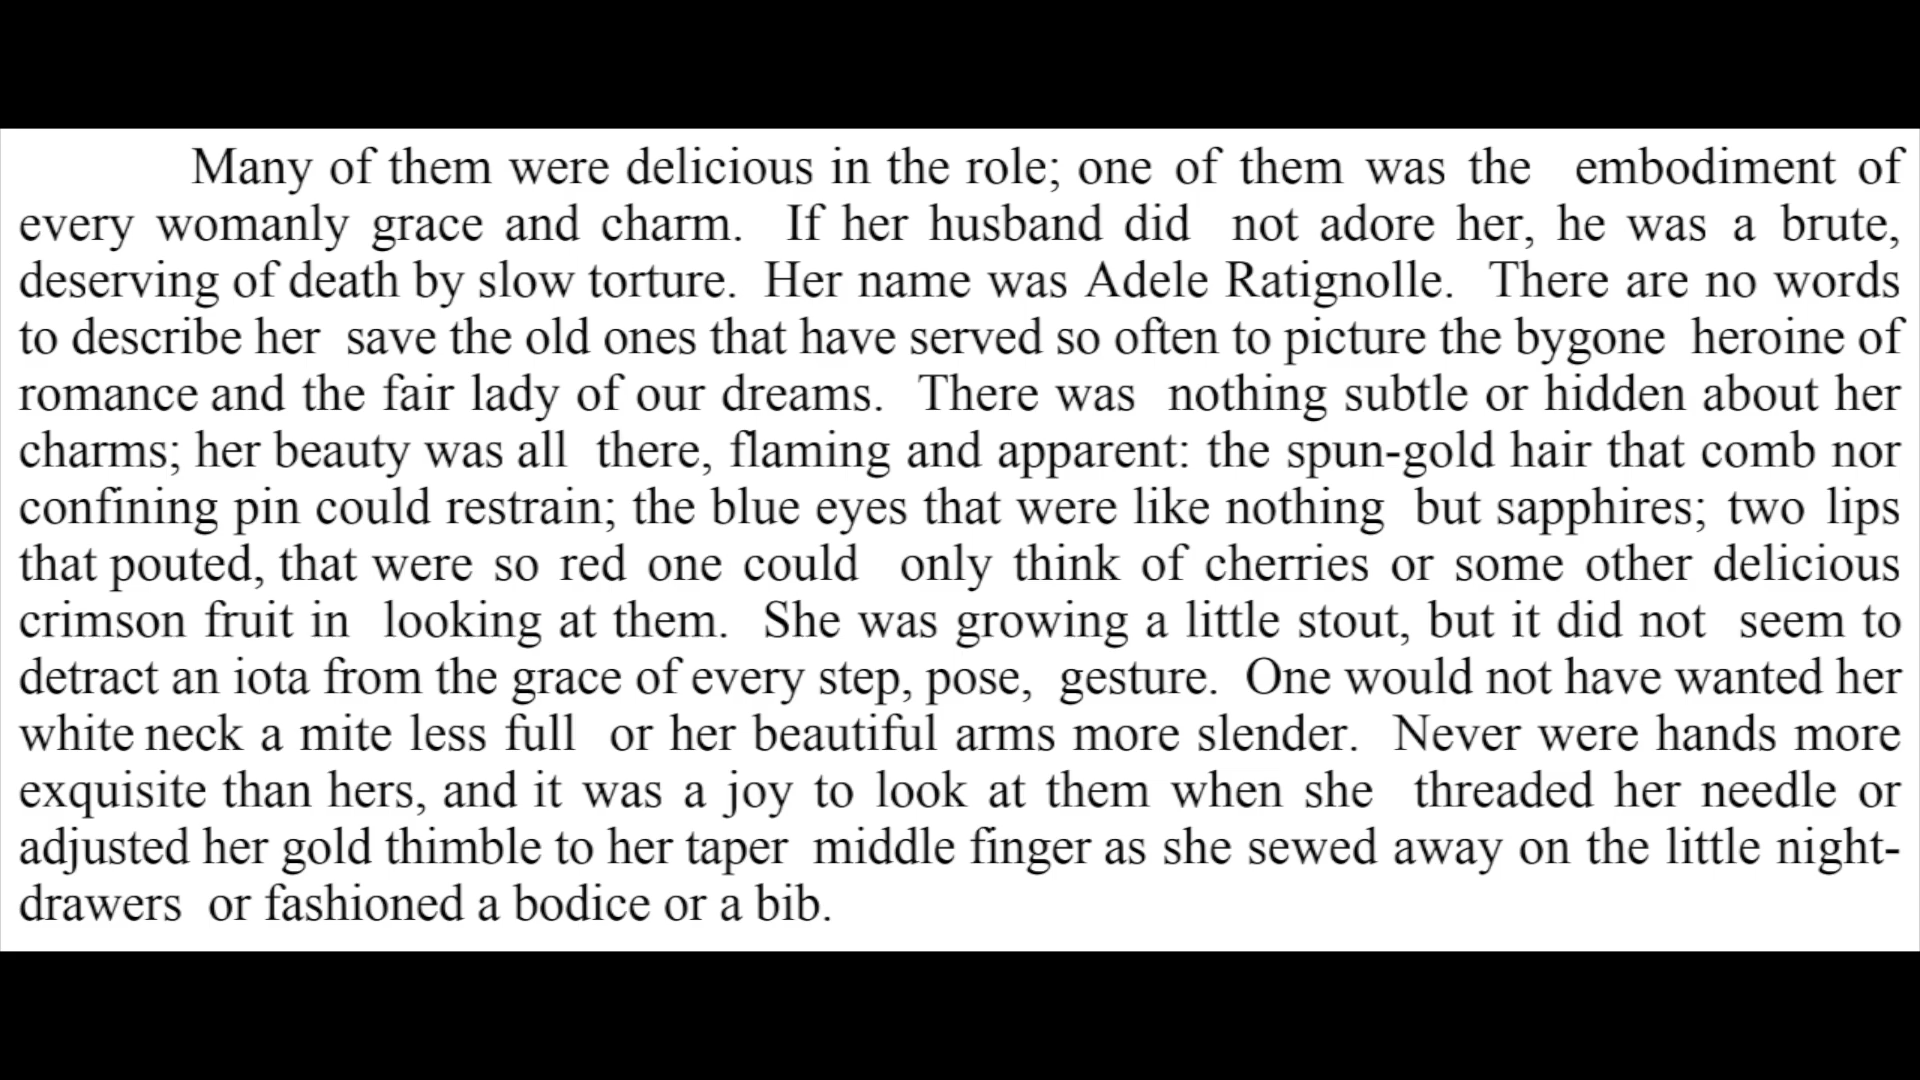 Many of them were delicious in the role; one of them was the embodiment of
every womanly grace and charm. If her husband did not adore her, he was a brute,
deserving of death by slow torture. Her name was Adele Ratignolle. There are no words
to describe her save the old ones that have served so often to picture the bygone heroine of
romance and the fair lady of our dreams. There was nothing subtle or hidden about her
charms; her beauty was all there, flaming and apparent: the spun-gold hair that comb nor
confining pin could restrain; the blue eyes that were like nothing but sapphires; two lips
that pouted, that were so red one could only think of cherries or some other delicious
crimson fruit in looking at them. She was growing a little stout, but it did not seem to
detract an iota from the grace of every step, pose, gesture. One would not have wanted her
white neck a mite less full or her beautiful arms more slender. Never were hands more
exquisite than hers, and it was a joy to look at them when she threaded her needle or
adjusted her gold thimble to her taper middle finger as she sewed away on the little night-
drawers or fashioned a bodice or a bib.